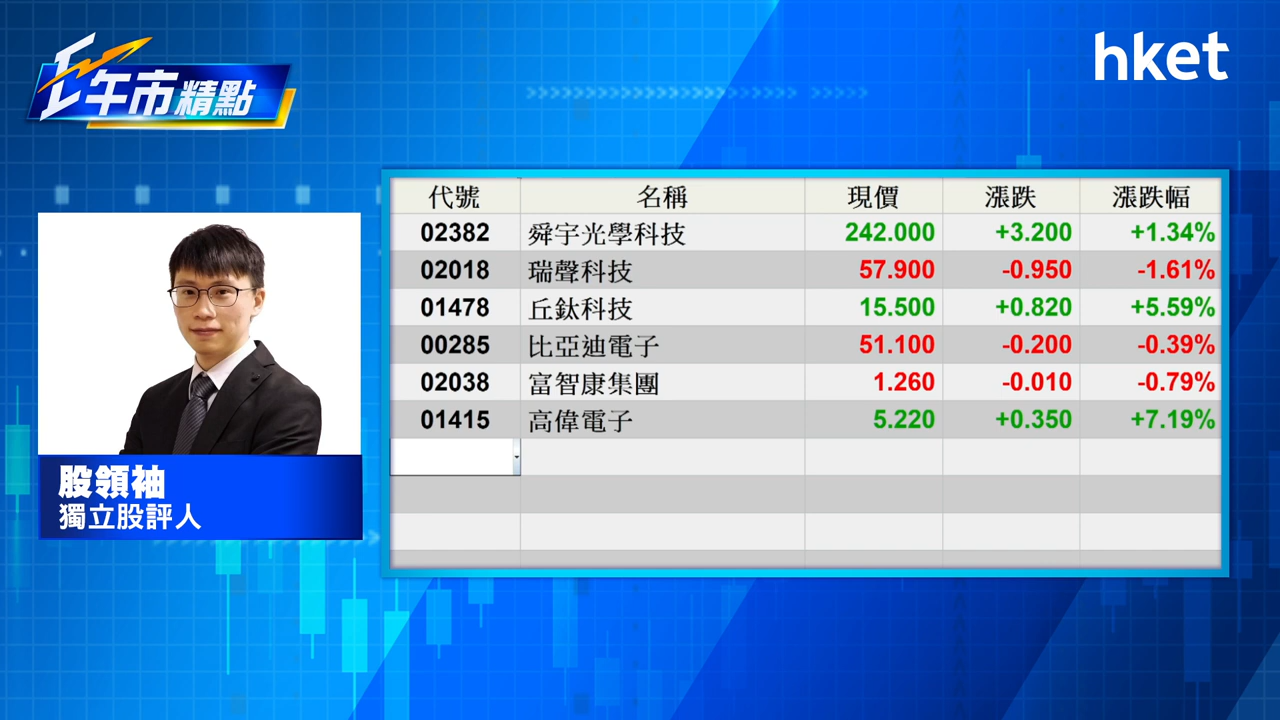 午市精點
hket
代號 名稱 現價 漲跌 漲跌幅
02382 舜宇光學科技 242.000 +3.200 +1.34%
02018 瑞聲科技 57.900 -0.950 -1.61%
01478 丘鈦科技 15.500 +0.820 +5.59%
00285 比亞迪電子 51.100 -0.200 -0.39%
02038 富智康集團 1.260 -0.010 -0.79%
01415 高偉電子 5.220 +0.350 +7.19%
股領袖
獨立股評人